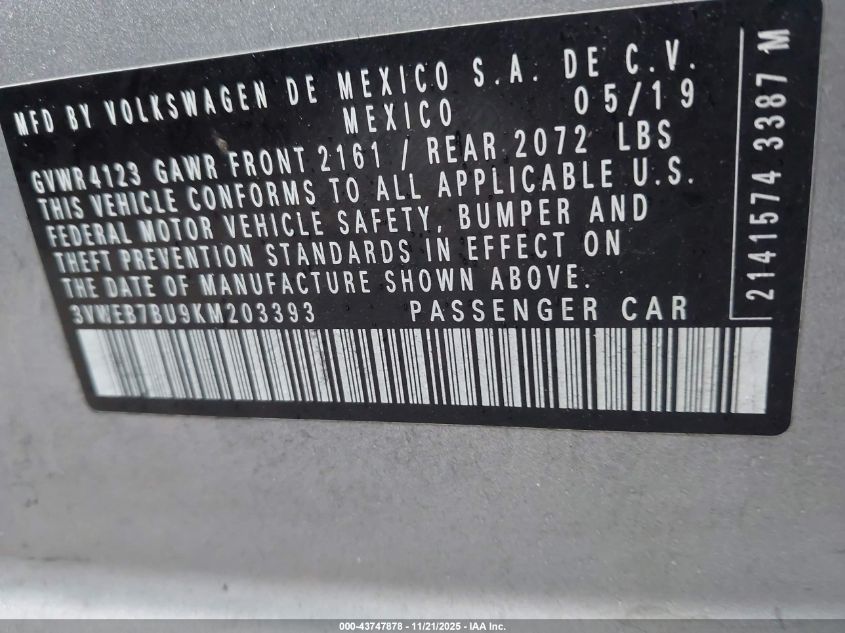 MFD BY VOLKSWAGEN DE MEXICO S.A. DE C.V.
MEXICO 05/19
GVWR4123 GAWR FRONT 2161 / REAR 2072 LBS
THIS VEHICLE CONFORMS TO ALL APPLICABLE U.S.
FEDERAL MOTOR VEHICLE SAFETY, BUMPER AND
THEFT PREVENTION STANDARDS IN EFFECT ON
THE DATE OF MANUFACTURE SHOWN ABOVE.
3VWEB7BU9KM203393 PASSENGER CAR
2141574 3387 M
000-43747878 - 11/21/2025 - IAA Inc.